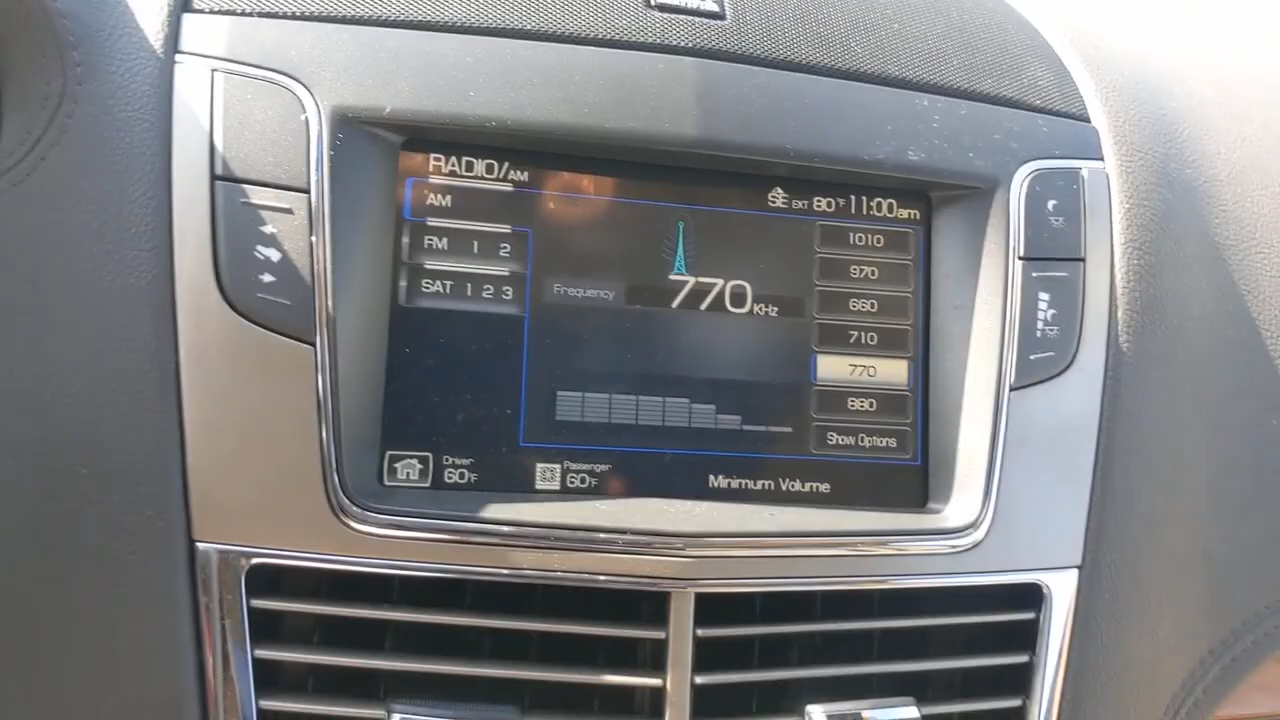 RADIO/AM
SE EXT 80°F 11:00am
AM
FM 1 2
SAT 1 2 3
Frequency 770 KHz
1010
970
660
710
770
880
Show Options
Driver
60°F
Passenger
60°F
Minimum Volume